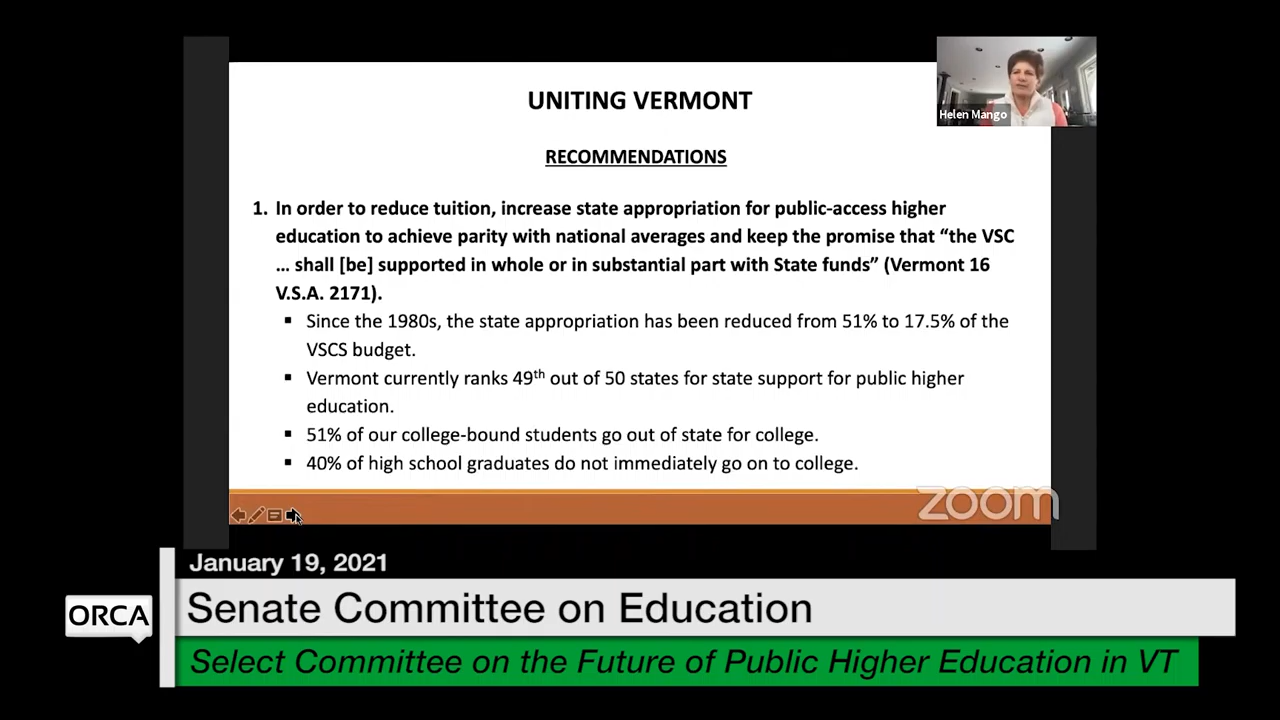 UNITING VERMONT
Helen Mango
RECOMMENDATIONS
1. In order to reduce tuition, increase state appropriation for public-access higher
education to achieve parity with national averages and keep the promise that “the VSC
… shall [be] supported in whole or in substantial part with State funds” (Vermont 16
V.S.A. 2171).
▪ Since the 1980s, the state appropriation has been reduced from 51% to 17.5% of the
VSCS budget.
▪ Vermont currently ranks 49th out of 50 states for state support for public higher
education.
▪ 51% of our college-bound students go out of state for college.
▪ 40% of high school graduates do not immediately go on to college.
zoom
January 19, 2021
ORCA
Senate Committee on Education
Select Committee on the Future of Public Higher Education in VT